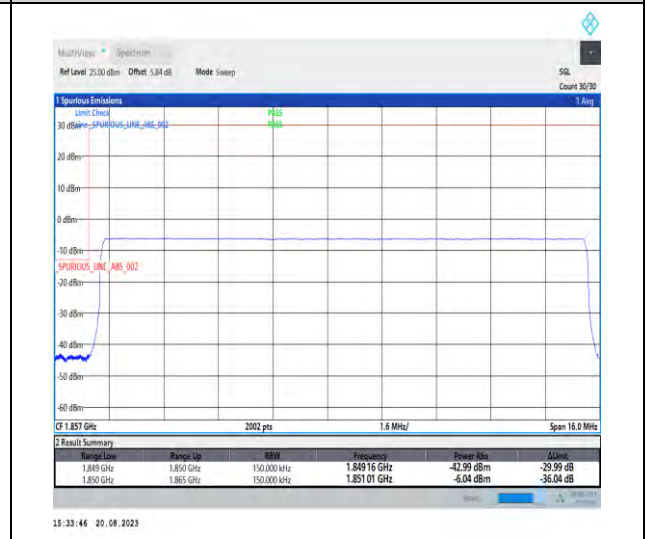 MultiView Spectrum
Ref Level 25.00 dBm Offset 5.84 dB Mode Sweep SGL
Count 30/30
1 Spurious Emissions 1 Avg
Limit Check PASS
30 dBm Line _SPURIOUS_LINE_ABS_002 PASS
20 dBm
10 dBm
0 dBm
-10 dBm
_SPURIOUS_LINE_ABS_002
-20 dBm
-30 dBm
-40 dBm
-50 dBm
-60 dBm
CF 1.857 GHz 2002 pts 1.6 MHz/ Span 16.0 MHz
2 Result Summary
Range Low Range Up RBW Frequency Power Abs ΔLimit
1.849 GHz 1.850 GHz 150.000 kHz 1.849 16 GHz -42.99 dBm -29.99 dB
1.850 GHz 1.865 GHz 150.000 kHz 1.851 01 GHz -6.04 dBm -36.04 dB
15:33:46 20.08.2023